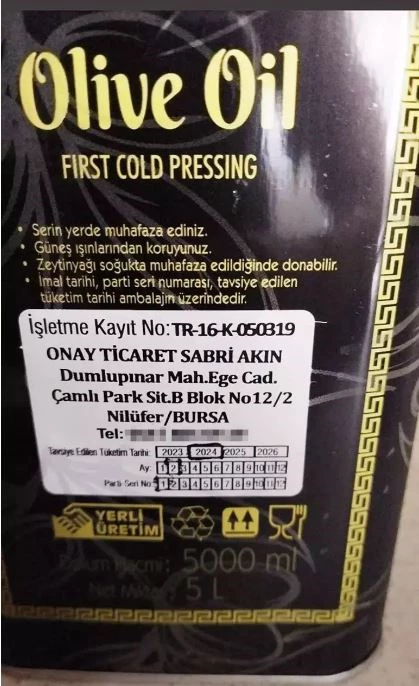 Olive Oil
FIRST COLD PRESSING
• Serin yerde muhafaza ediniz.
• Güneş ışınlarından koruyunuz.
• Zeytinyağı soğukta muhafaza edildiğinde donabilir.
• İmal tarihi, parti seri numarası, tavsiye edilen
tüketim tarihi ambalajın üzerindedir.
İşletme Kayıt No: TR-16-K-050319
ONAY TİCARET SABRİ AKIN
Dumlupınar Mah.Ege Cad.
Çamlı Park Sit.B Blok No12/2
Nilüfer/BURSA
Tel:
Tavsiye Edilen Tüketim Tarihi: 2023 2024 2025 2026
Ay: 1 2 3 4 5 6 7 8 9 10 11 12
Parti Seri No: 1 2 3 4 5 6 7 8 9 10 11 12
YERLİ
ÜRETİM
Dolum Hacmi: 5000 ml
Net Miktar: 5 L